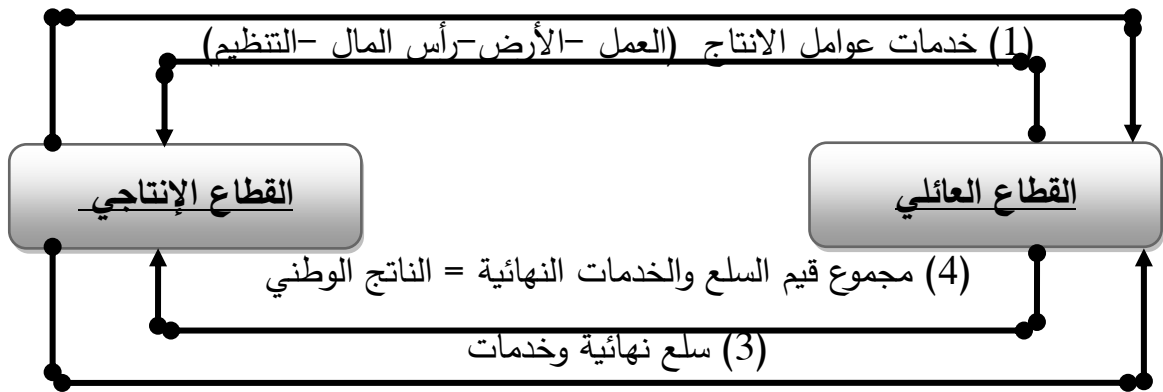 (1) خدمات عوامل الانتاج (العمل -الأرض-رأس المال -التنظيم)
القطاع العائلي
القطاع الإنتاجي
(4) مجموع قيم السلع والخدمات النهائية = الناتج الوطني
(3) سلع نهائية وخدمات